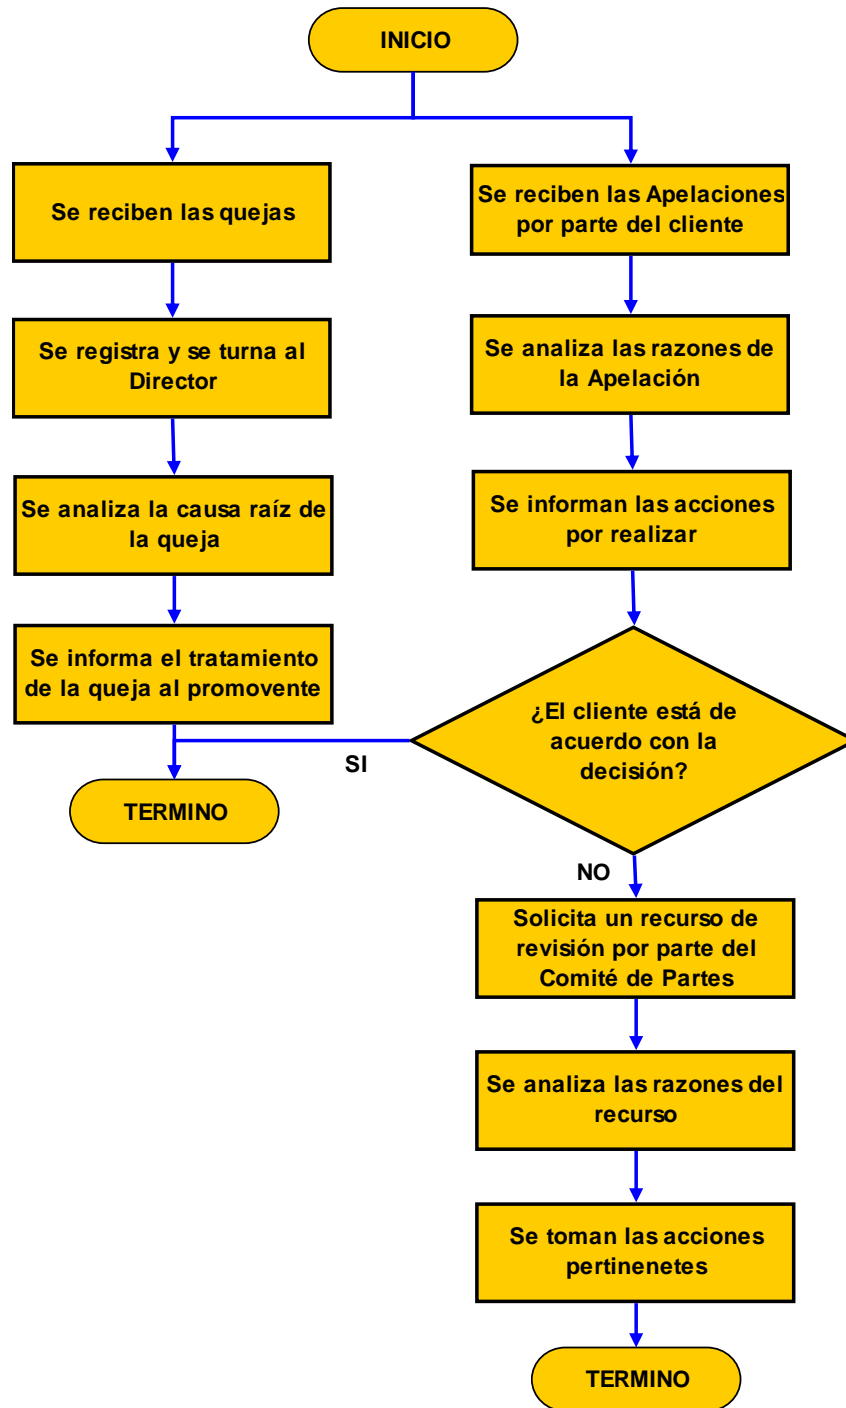 INICIO
Se reciben las quejas
Se registra y se turna al
Director
Se analiza la causa raíz de
la queja
Se informa el tratamiento
de la queja al promovente
TERMINO
Se reciben las Apelaciones
por parte del cliente
Se analiza las razones de
la Apelación
Se informan las acciones
por realizar
¿El cliente está de
acuerdo con la
decisión?
SI
NO
Solicita un recurso de
revisión por parte del
Comité de Partes
Se analiza las razones del
recurso
Se toman las acciones
pertinenetes
TERMINO